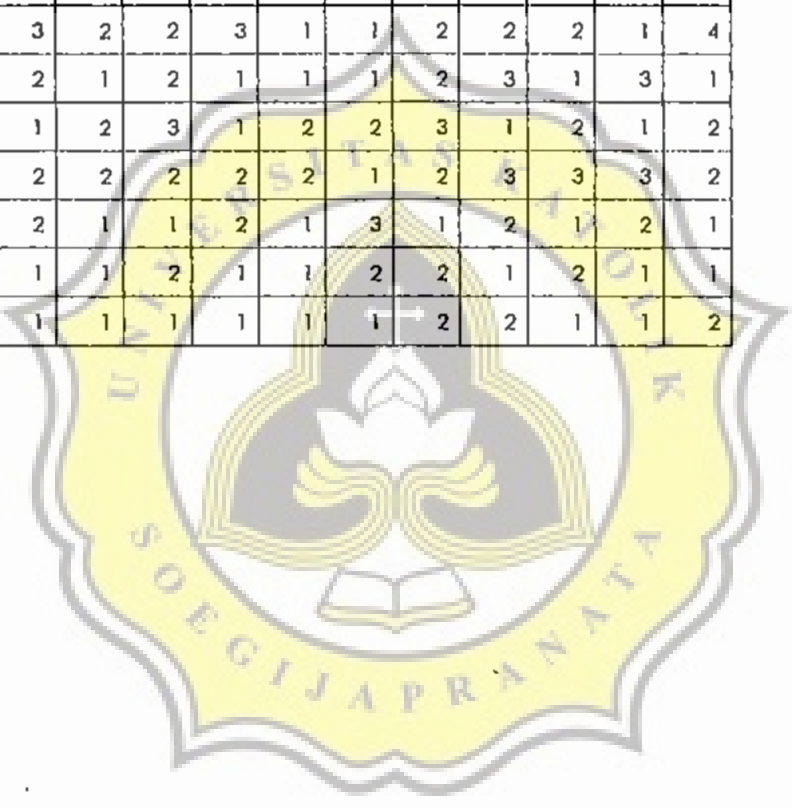 3 2 2 3 1 1 2 2 2 1 4
2 1 2 1 1 1 2 3 1 3 1
1 2 3 1 2 2 3 1 2 1 2
2 2 2 2 2 1 2 3 3 3 2
2 1 1 2 1 3 1 2 1 2 1
1 1 2 1 1 2 2 1 2 1 1
1 1 1 1 1 1 2 2 1 1 2
UNIVERSITAS KATOLIK
SOEGIJAPRANATA